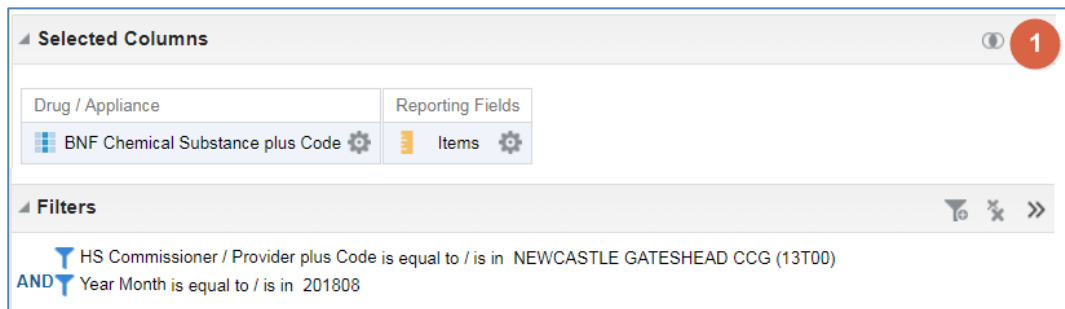 Selected Columns
1
Drug / Appliance Reporting Fields
BNF Chemical Substance plus Code Items
Filters
HS Commissioner / Provider plus Code is equal to / is in NEWCASTLE GATESHEAD CCG (13T00)
AND Year Month is equal to / is in 201808